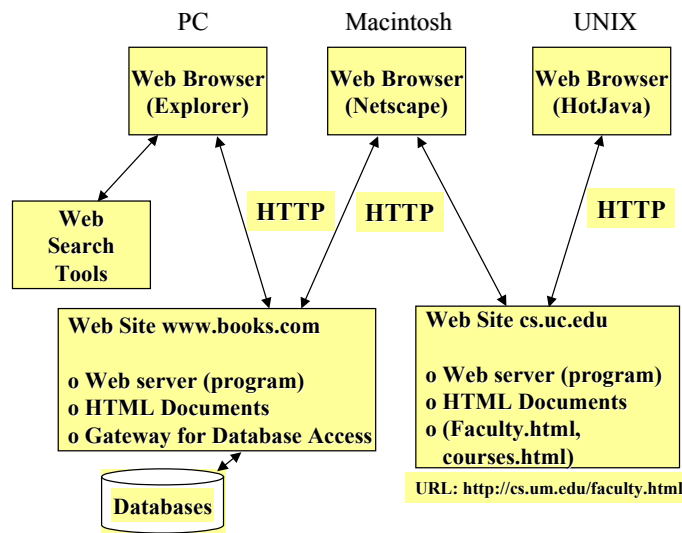 PC
Macintosh
UNIX
Web Browser
(Explorer)
Web Browser
(Netscape)
Web Browser
(HotJava)
HTTP
HTTP
HTTP
Web
Search
Tools
Web Site www.books.com
o Web server (program)
o HTML Documents
o Gateway for Database Access
Web Site cs.uc.edu
o Web server (program)
o HTML Documents
o (Faculty.html,
courses.html)
URL: http://cs.um.edu/faculty.html
Databases